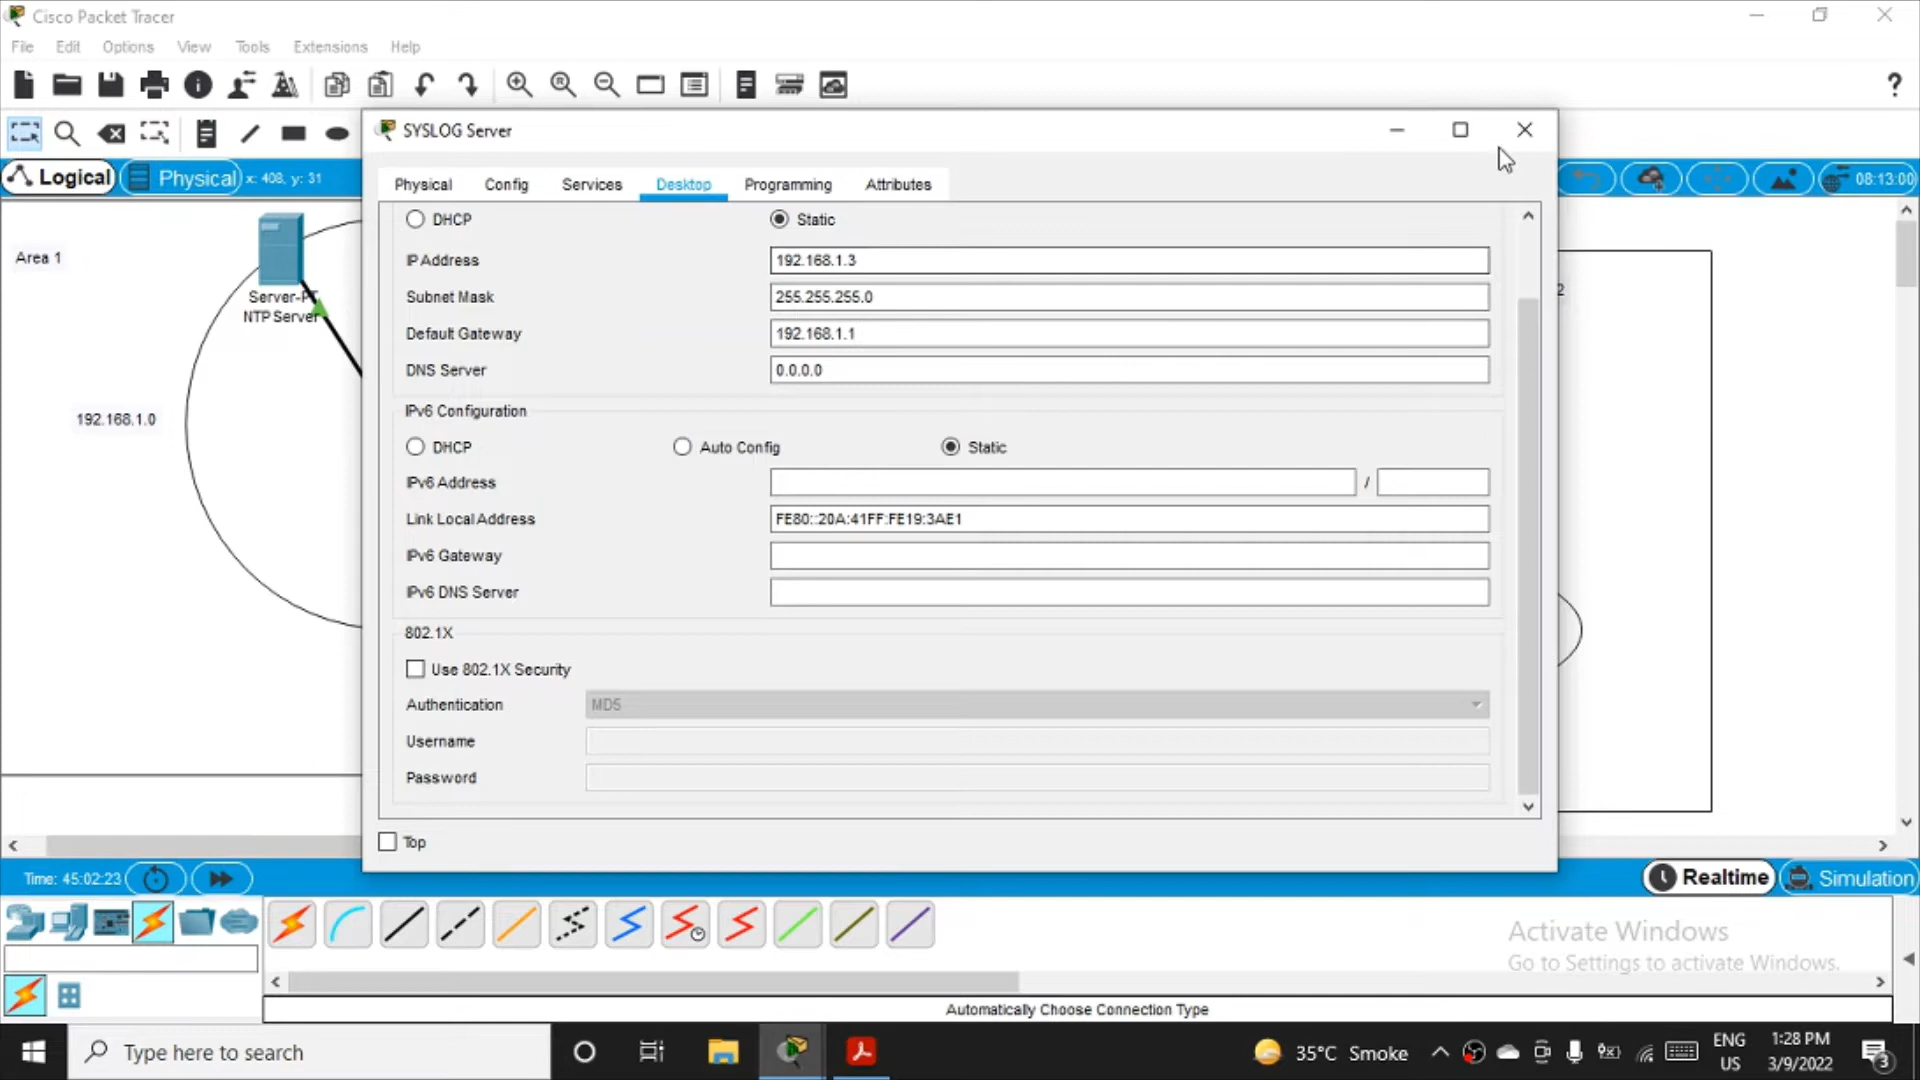 Cisco Packet Tracer
File Edit Options View Tools Extensions Help
SYSLOG Server
Logical Physical x: 408, y: 31
08:13:00
Physical Config Services Desktop Programming Attributes
DHCP Static
IP Address 192.168.1.3
Subnet Mask 255.255.255.0
Default Gateway 192.168.1.1
DNS Server 0.0.0.0
IPv6 Configuration
DHCP Auto Config Static
IPv6 Address /
Link Local Address FE80::20A:41FF:FE19:3AE1
IPv6 Gateway
IPv6 DNS Server
802.1X
Use 802.1X Security
Authentication MD5
Username
Password
Top
Area 1
Server-PT
NTP Server
192.168.1.0
2
Time: 45:02:23
Realtime Simulation
Activate Windows
Go to Settings to activate Windows.
Automatically Choose Connection Type
Type here to search
35°C Smoke
ENG
US
1:28 PM
3/9/2022
3